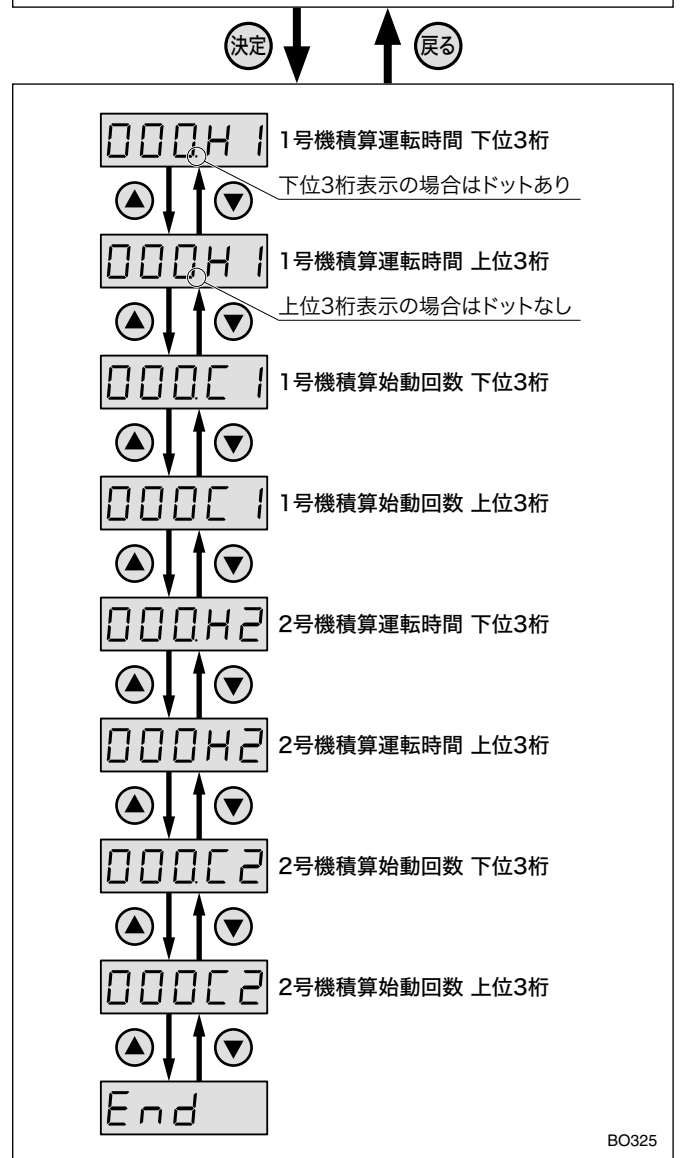 決定 戻る
000.H1 1号機積算運転時間 下位3桁
下位3桁表示の場合はドットあり
000H1 1号機積算運転時間 上位3桁
上位3桁表示の場合はドットなし
000.C1 1号機積算始動回数 下位3桁
000C1 1号機積算始動回数 上位3桁
000.H2 2号機積算運転時間 下位3桁
000H2 2号機積算運転時間 上位3桁
000.C2 2号機積算始動回数 下位3桁
000C2 2号機積算始動回数 上位3桁
End
BO325